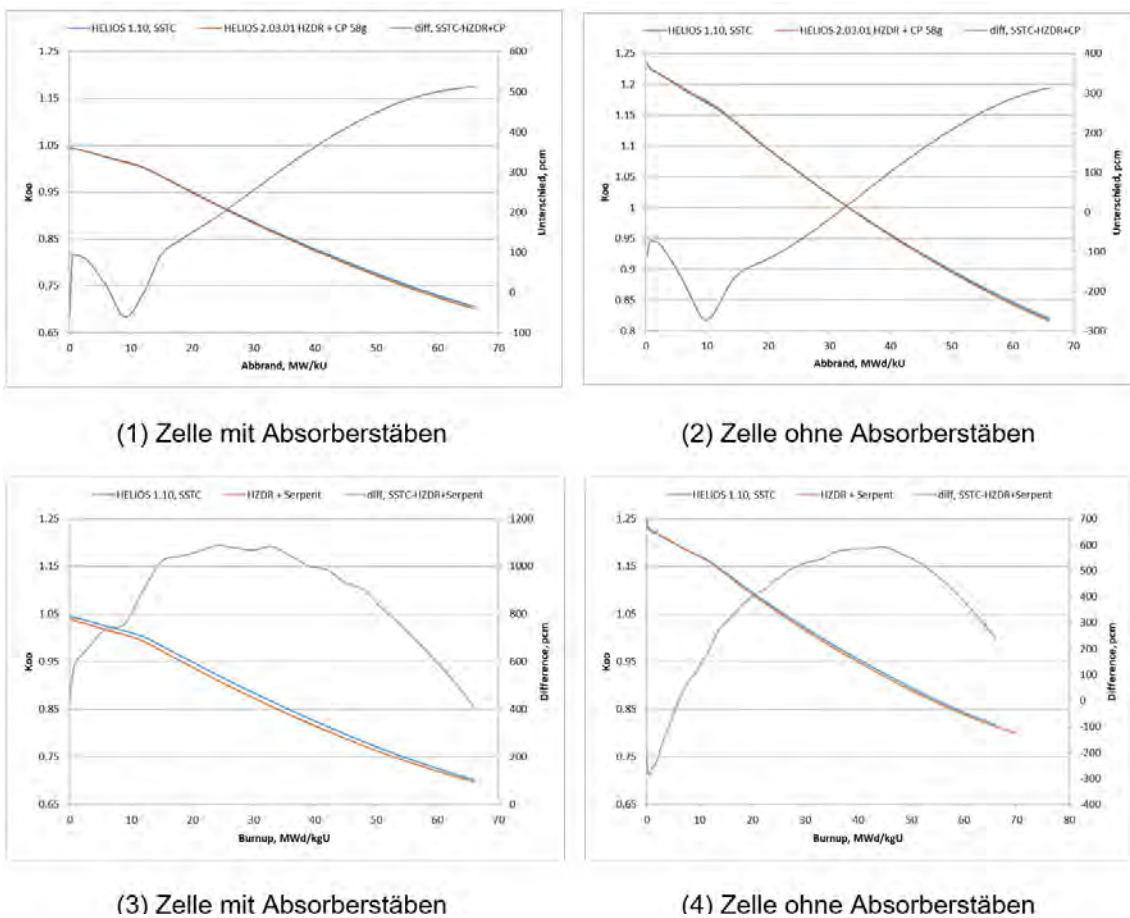 HELIOS 1.10, SSTC HELIOS 2.03.01 HZDR + CP 58g diff, SSTC-HZDR+CP
1.25 600
1.15 500
400
1.05 300
0.95 200
0.85 100
0.75 0
0.65 -100
Koo
Unterschied, pcm
0 10 20 30 40 50 60 70
Abbrand, MW/kU
(1) Zelle mit Absorberstäben
HELIOS 1.10, SSTC HELIOS 2.03.01 HZDR + CP 58g diff, SSTC-HZDR+CP
1.25 400
1.2 300
1.15 200
1.1
1.05 100
1 0
0.95 -100
0.9
0.85 -200
0.8 -300
Koo
Unterschied, pcm
0 10 20 30 40 50 60 70
Abbrand, MWd/kU
(2) Zelle ohne Absorberstäben
HELIOS 1.10, SSTC HZDR + Serpent diff, SSTC-HZDR+Serpent
1.25 1200
1.15 1000
1.05 800
0.95 600
0.85 400
0.75 200
0.65 0
Koo
Difference, pcm
0 10 20 30 40 50 60 70
Burnup, MWd/kgU
(3) Zelle mit Absorberstäben
HELIOS 1.10, SSTC HZDR + Serpent diff, SSTC-HZDR+Serpent
1.25 700
600
1.15 500
400
1.05 300
200
0.95 100
0.85 0
-100
0.75 -200
-300
0.65 -400
Koo
Difference, pcm
0 10 20 30 40 50 60 70 80
Burnup, MWd/kgU
(4) Zelle ohne Absorberstäben